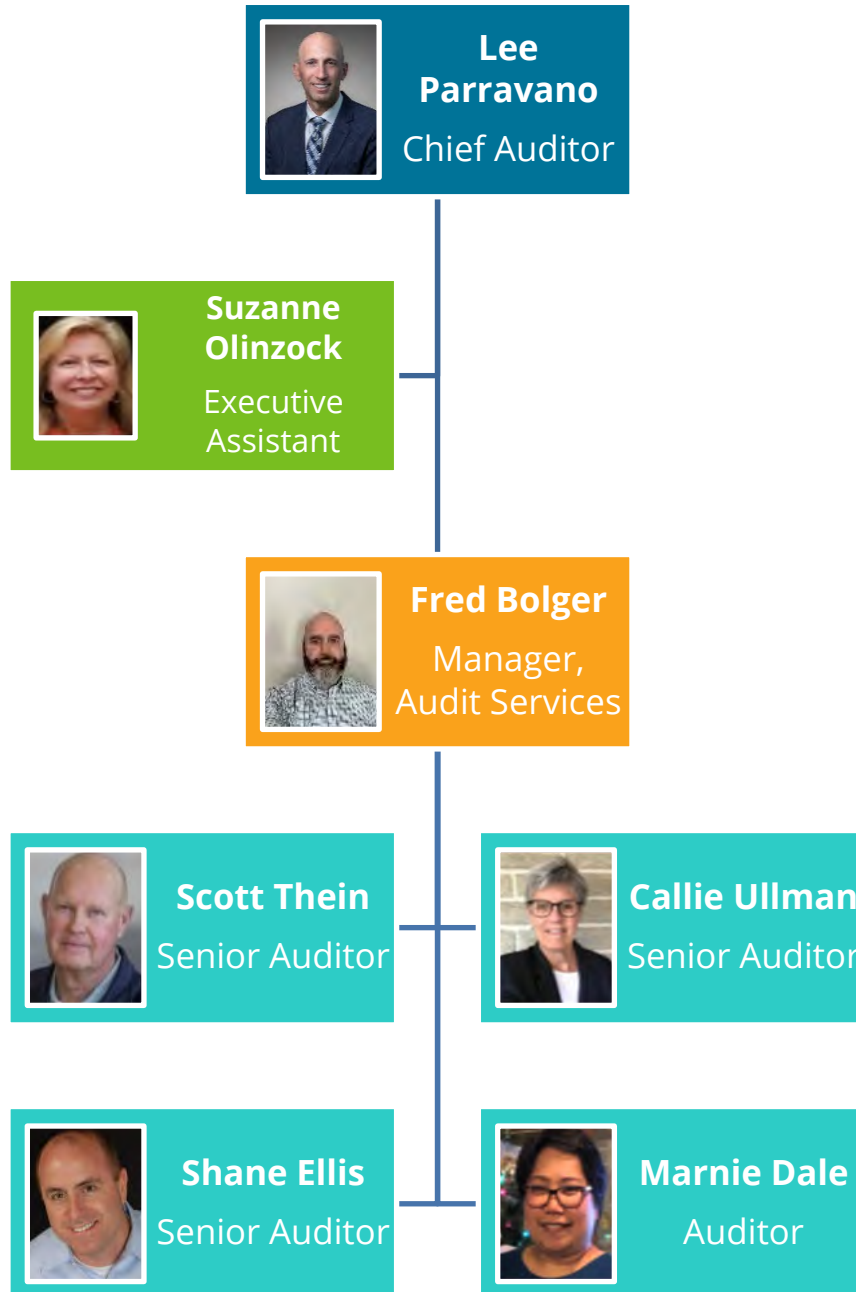 Lee
Parravano
Chief Auditor
Suzanne
Olinzock
Executive
Assistant
Fred Bolger
Manager,
Audit Services
Scott Thein
Senior Auditor
Callie Ullman
Senior Auditor
Shane Ellis
Senior Auditor
Marnie Dale
Auditor